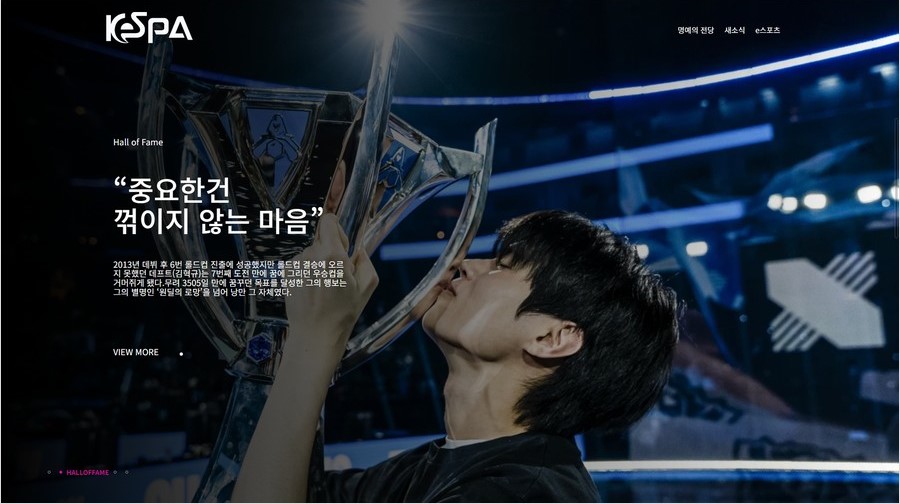 KeSPA
명예의 전당 새소식 e스포츠
Hall of Fame
“중요한건
꺾이지 않는 마음”
2013년 데뷔 후 6번 롤드컵 진출에 성공했지만 롤드컵 결승에 오르
지 못했던 데프트(김혁규)는 7번째 도전 만에 꿈에 그리던 우승컵을
거머쥐게 됐다.무려 3505일 만에 꿈꾸던 목표를 달성한 그의 행보는
그의 별명인 '원딜의 로망'을 넘어 낭만 그 자체였다.
VIEW MORE
HALLOFFAME